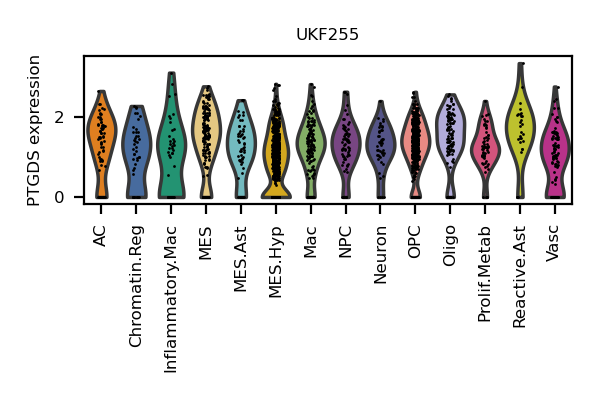 UKF255
PTGDS expression
2
0
AC
Chromatin.Reg
Inflammatory.Mac
MES
MES.Ast
MES.Hyp
Mac
NPC
Neuron
OPC
Oligo
Prolif.Metab
Reactive.Ast
Vasc